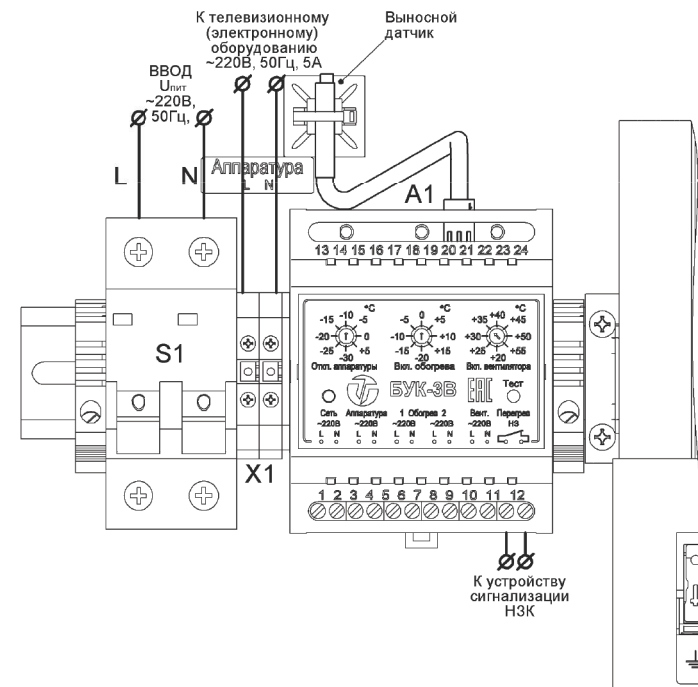 К телевизионному
(электронному)
оборудованию
~220В, 50Гц, 5А
Выносной
датчик
ВВОД
Uпит
~220В,
50Гц,
L
N
Аппаратура
L N
A1
13 14 15 16 17 18 19 20 21 22 23 24
-15 -10 -5 °C
-20 0
-25 -30 +5
Откл. аппаратуры
-5 0 +5 °C
-10 +10
-15 -20 +15
Вкл. обогрева
+35 +40 +45 °C
+30 +50
+25 +20 +55
Вкл. вентилятора
S1
БУК-3В
EAC
Тест
Сеть Аппаратура 1 Обогрев 2 Вент. Перегрев
~220В ~220В ~220В ~220В ~220В НЗ
L N L N L N L N L N
X1
1 2 3 4 5 6 7 8 9 10 11 12
К устройству
сигнализации
НЗК